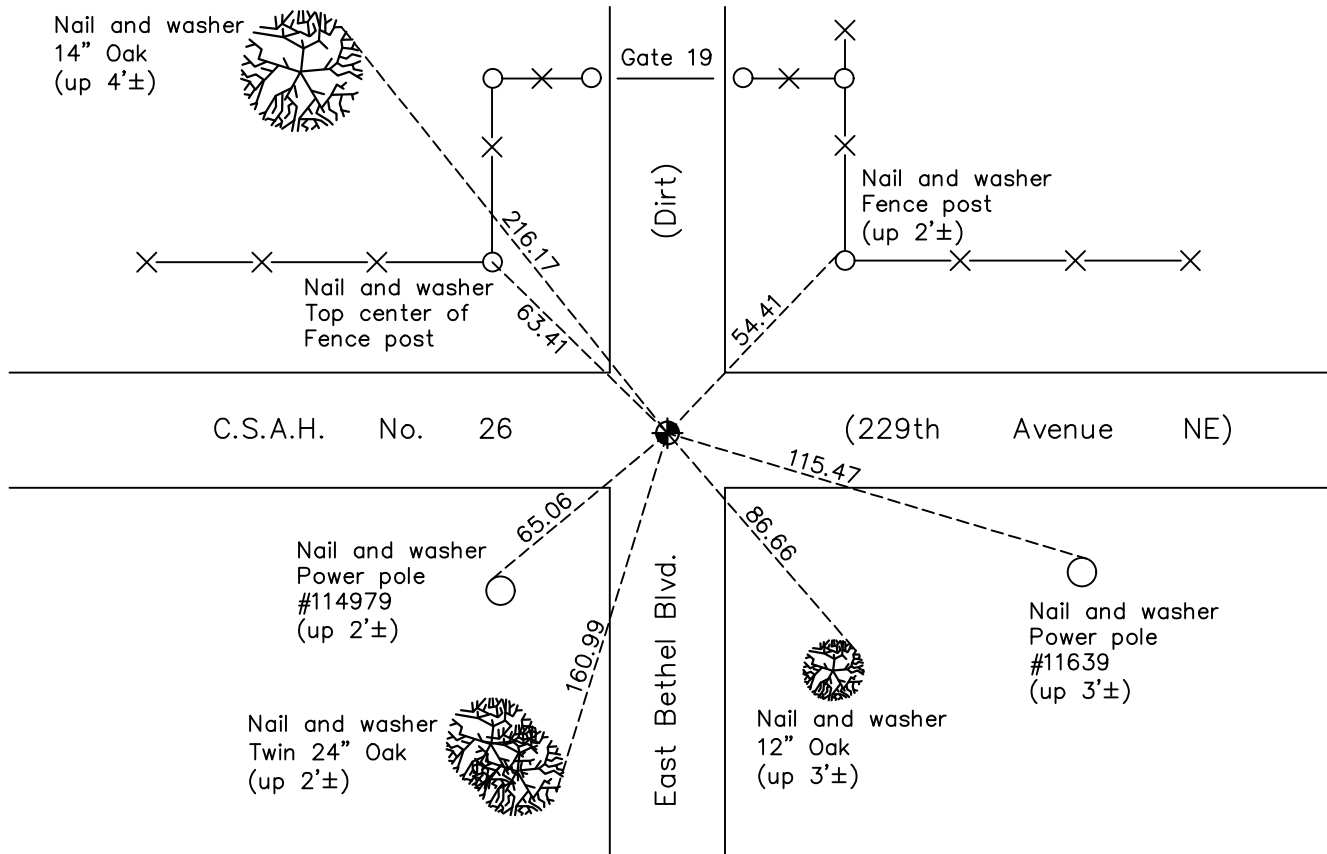 Nail and washer
14" Oak
(up 4'±)
Gate 19
(Dirt)
Nail and washer
Fence post
(up 2'±)
216.17
63.41
54.41
Nail and washer
Top center of
Fence post
C.S.A.H. No. 26
(229th Avenue NE)
115.47
65.06
86.66
160.99
Nail and washer
Power pole
#114979
(up 2'±)
East Bethel Blvd.
Nail and washer
Power pole
#11639
(up 3'±)
Nail and washer
Twin 24" Oak
(up 2'±)
Nail and washer
12" Oak
(up 3'±)